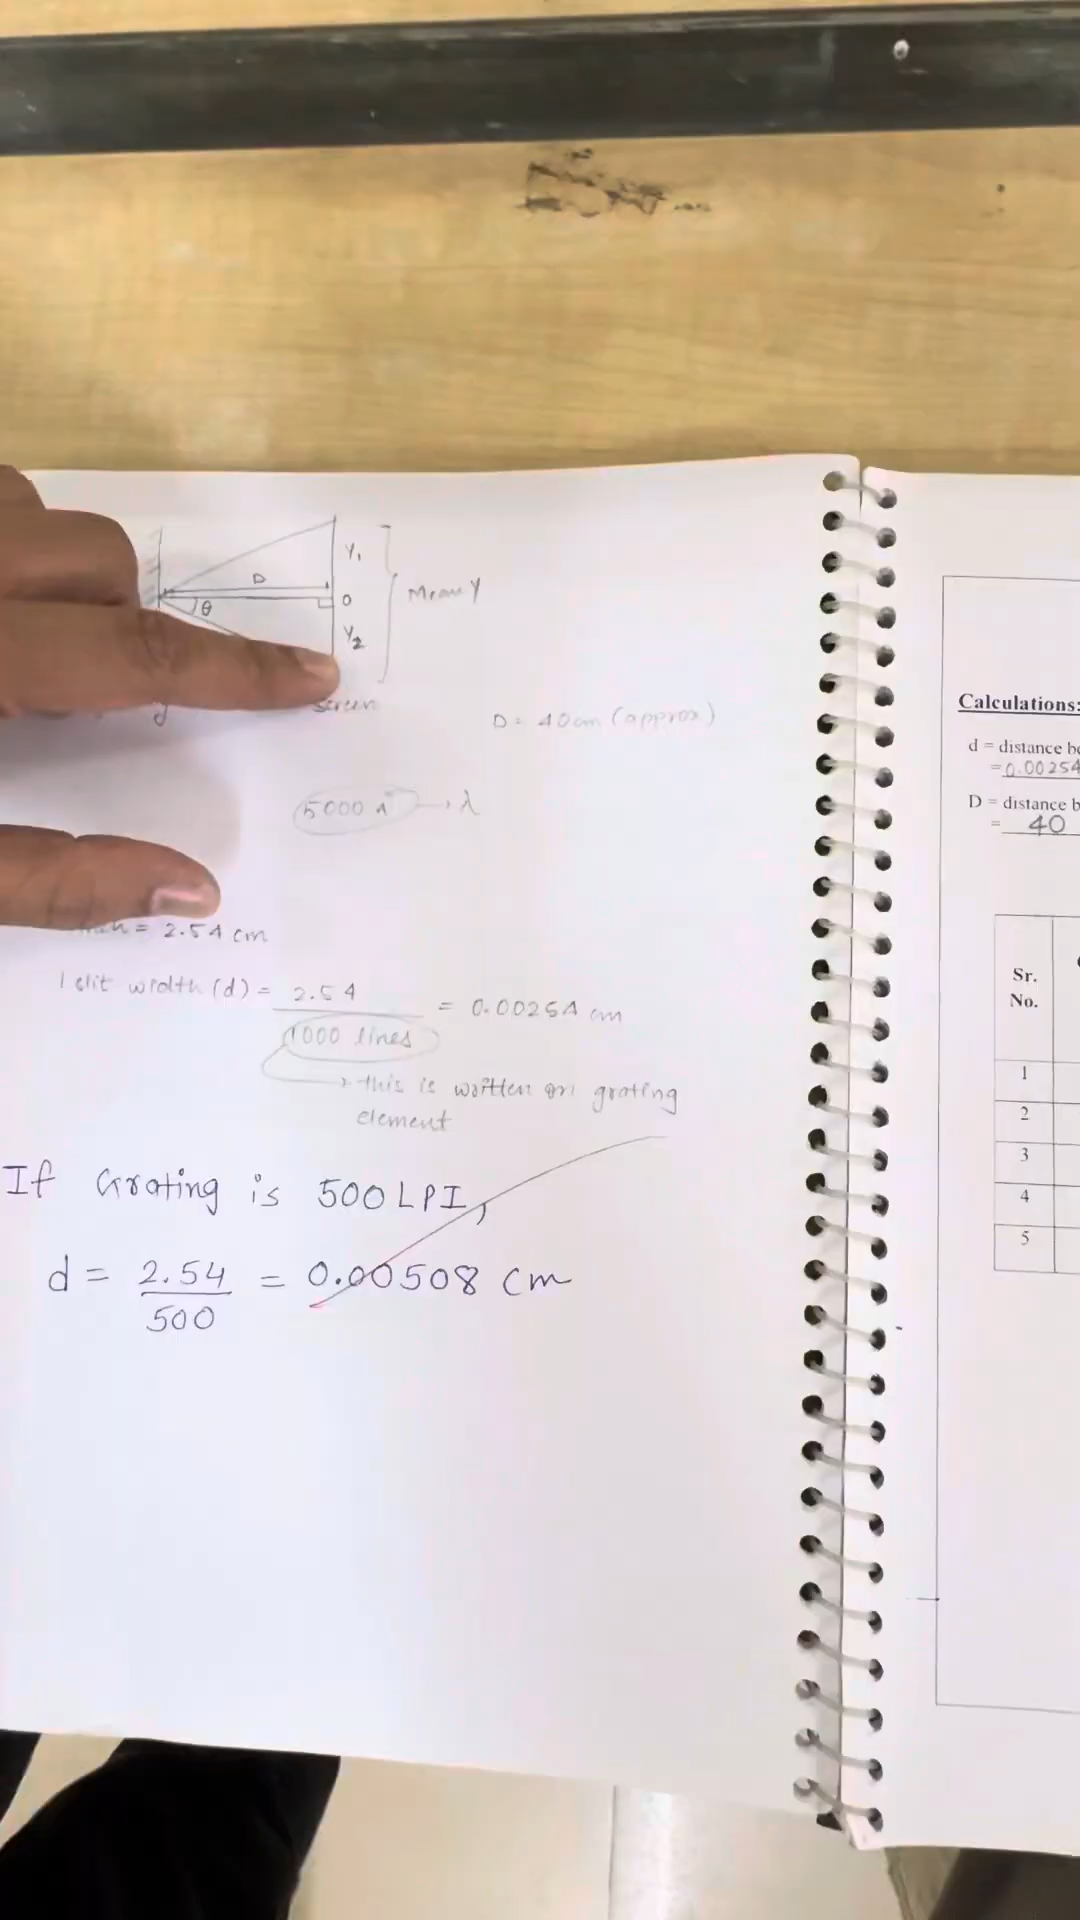 Y₁
D
O
θ
Y₂
Mean Y
screen
D = 40cm (approx)
5000 A° → λ
= 2.54 cm
1 slit width (d) = 2.54 / 1000 lines = 0.00254 cm
→ this is written on grating
element
If Grating is 500 LPI,
d = 2.54 / 500 = 0.00508 cm
Calculations:
d = distance
= 0.00254
D = distance
= 40
Sr.
No.
1
2
3
4
5